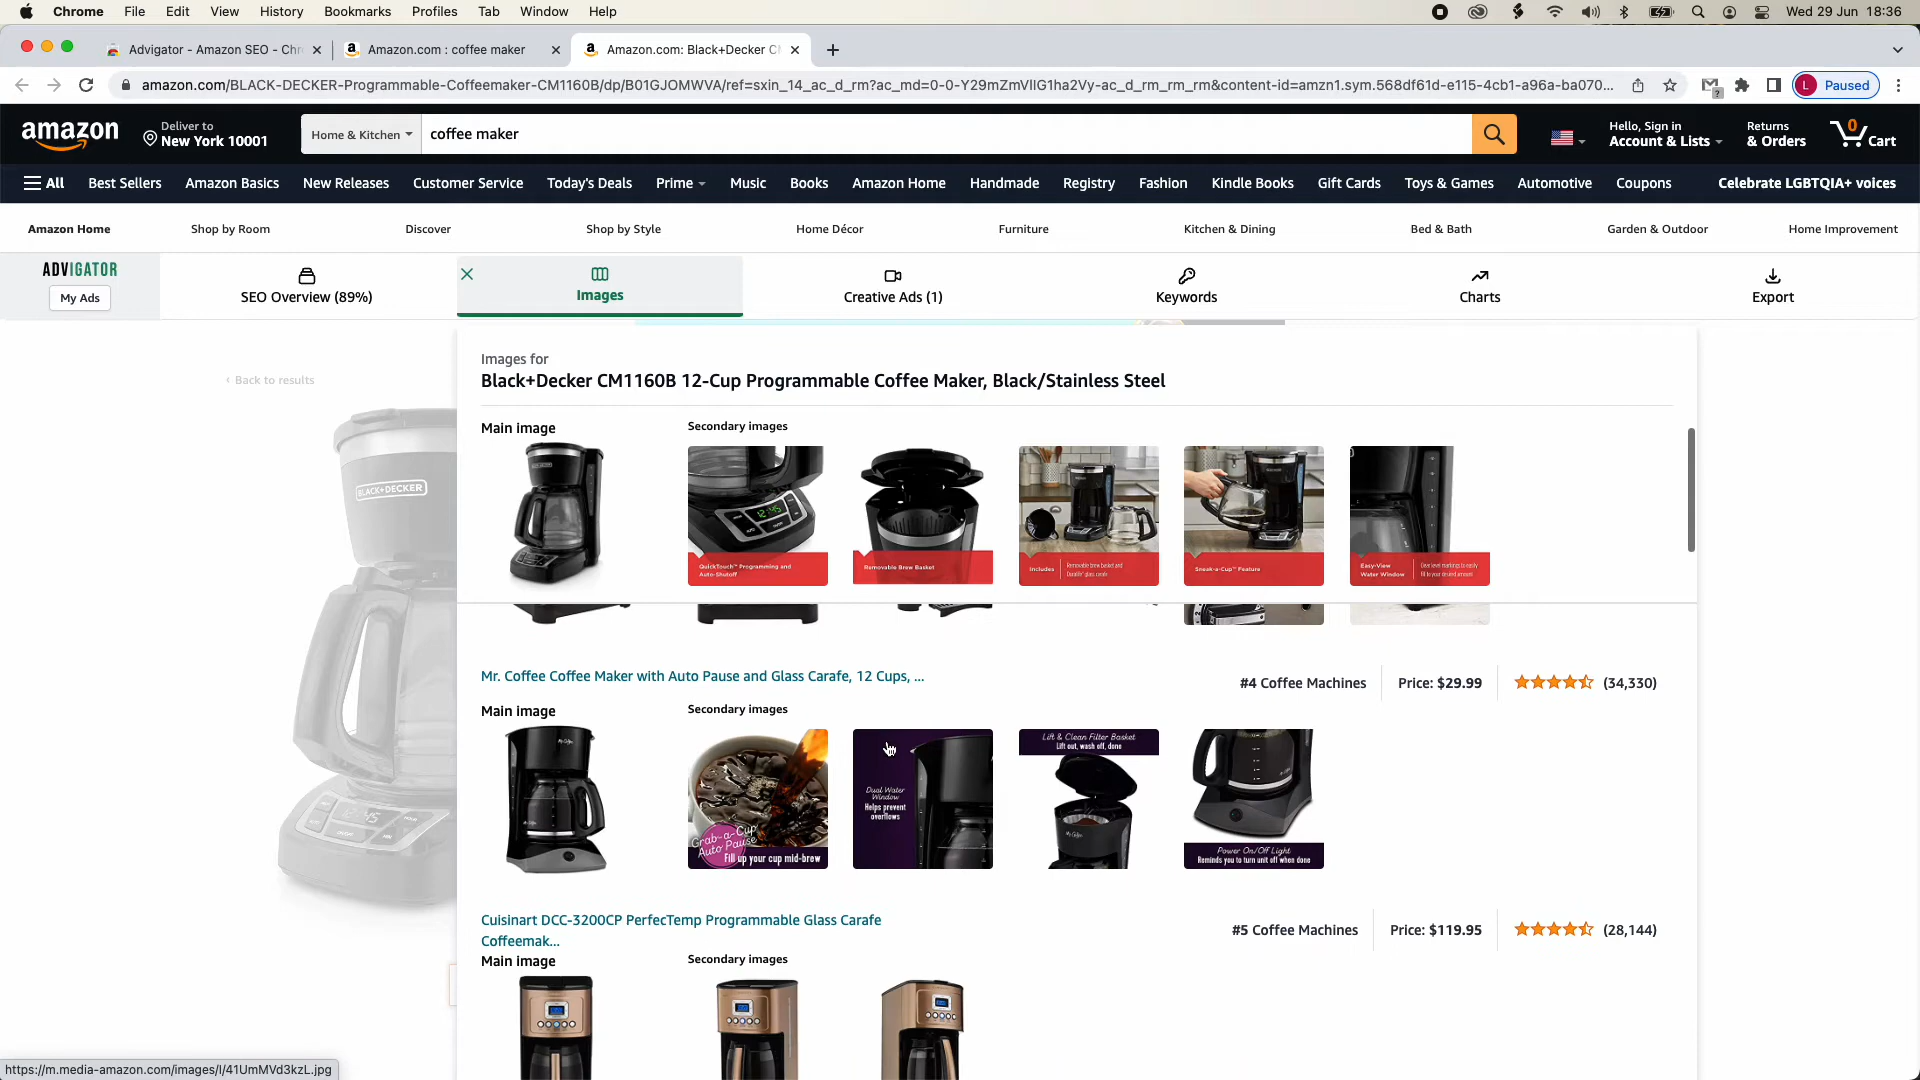 Chrome File Edit View History Bookmarks Profiles Tab Window Help Wed 29 Jun 18:36
Advigator - Amazon SEO - Chr Amazon.com : coffee maker Amazon.com: Black+Decker C
amazon.com/BLACK-DECKER-Programmable-Coffeemaker-CM1160B/dp/B01GJOMWVA/ref=sxin_14_ac_d_rm?ac_md=0-0-Y29mZmVlIG1ha2Vy-ac_d_rm_rm_rm&content-id=amzn1.sym.568df61d-e115-4cb1-a96a-ba070... L Paused
amazon Deliver to
New York 10001
Home & Kitchen coffee maker
Hello, Sign in
Account & Lists
Returns
& Orders
0
Cart
All Best Sellers Amazon Basics New Releases Customer Service Today's Deals Prime Music Books Amazon Home Handmade Registry Fashion Kindle Books Gift Cards Toys & Games Automotive Coupons Celebrate LGBTQIA+ voices
Amazon Home Shop by Room Discover Shop by Style Home Décor Furniture Kitchen & Dining Bed & Bath Garden & Outdoor Home Improvement
ADVIGATOR
My Ads
SEO Overview (89%) Images Creative Ads (1) Keywords Charts Export
‹ Back to results
BLACK+DECKER
12:45
Images for
Black+Decker CM1160B 12-Cup Programmable Coffee Maker, Black/Stainless Steel
Main image Secondary images
12:45
QuickTouch™ Programming and
Auto-Shutoff
Removable Brew Basket
Includes Removable brew basket and
Duralife™ glass carafe
Sneak-a-Cup™ Feature
Easy-View
Water Window
Mr. Coffee Coffee Maker with Auto Pause and Glass Carafe, 12 Cups, ... #4 Coffee Machines Price: $29.99 (34,330)
Main image Secondary images
Grab-a-Cup
Auto Pause
Fill up your cup mid-brew
Dual Water
Window
Helps prevent
overflows
Lift & Clean Filter Basket
Lift out, wash off, done
Power On/Off Light
Reminds you to turn unit off when done
Cuisinart DCC-3200CP PerfecTemp Programmable Glass Carafe
Coffeemak...
#5 Coffee Machines Price: $119.95 (28,144)
Main image Secondary images
https://m.media-amazon.com/images/I/41UmMVd3kzL.jpg